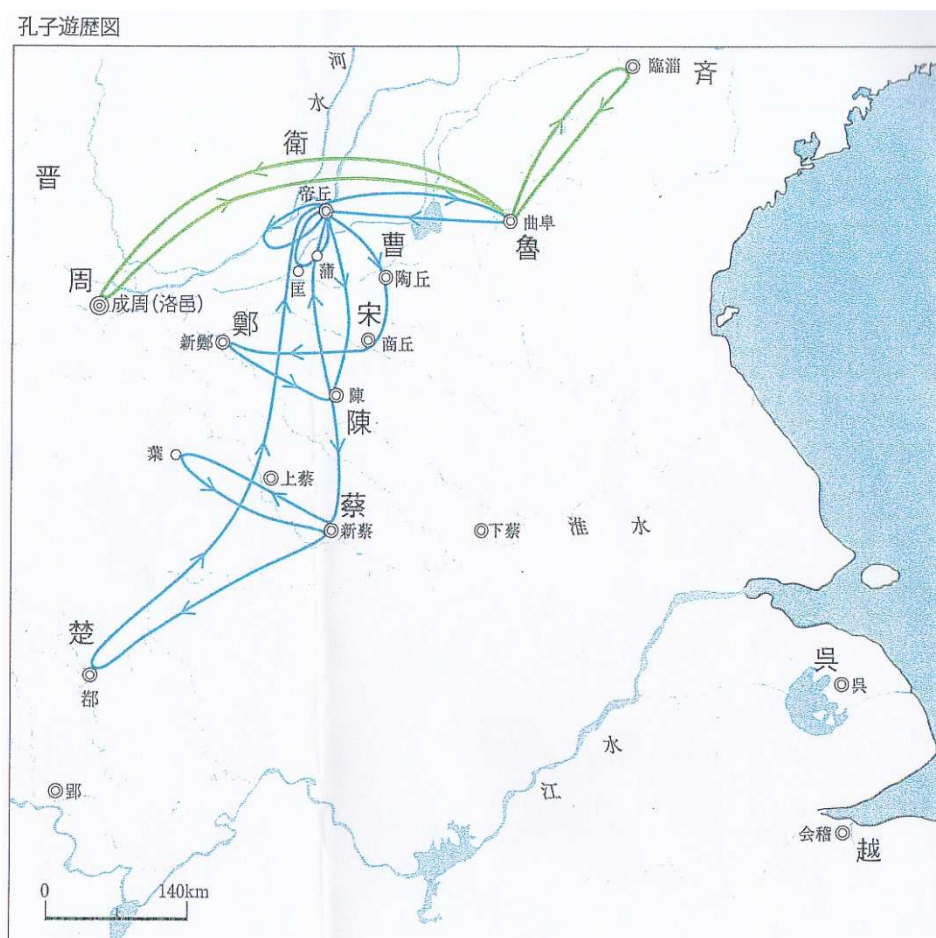 孔子遊歴図
河
水
臨淄
斉
衛
晋
帝丘
曲阜
魯
曹
蒲
匡
陶丘
周
成周(洛邑)
鄭
新鄭
宋
商丘
陳
陳
葉
上蔡
蔡
新蔡
下蔡
淮
水
楚
鄀
呉
呉
水
江
郢
会稽
越
0
140km